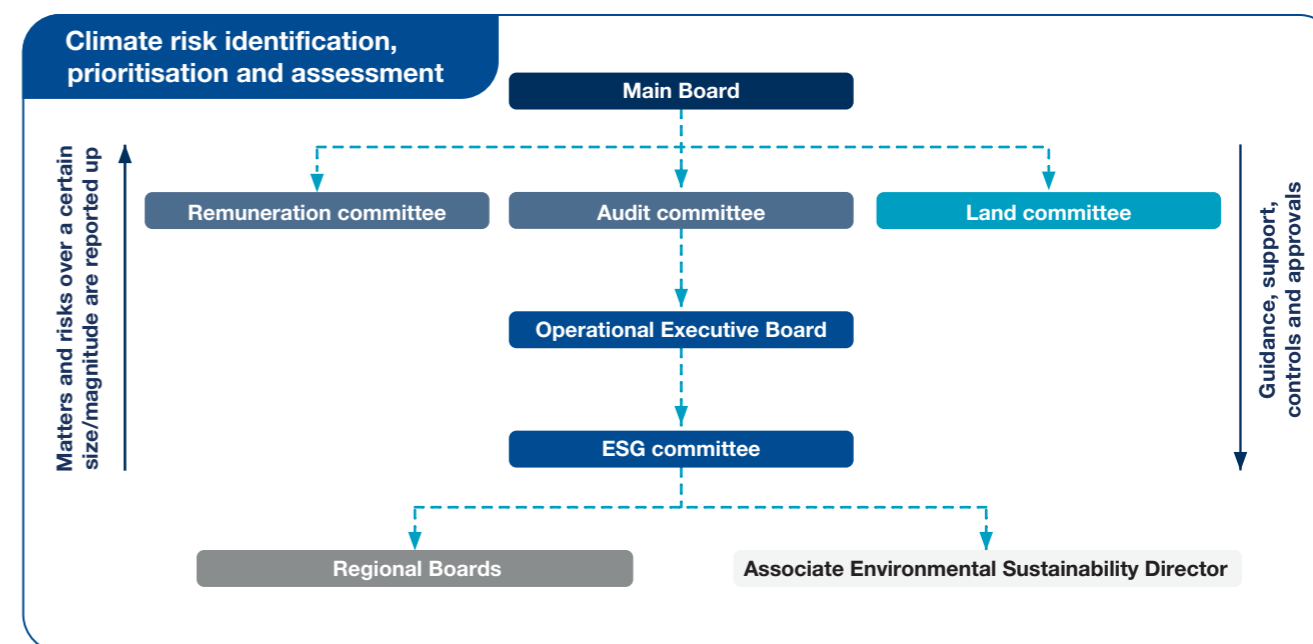 Climate risk identification,
prioritisation and assessment
Main Board
Matters and risks over a certain
size/magnitude are reported up
Remuneration committee
Audit committee
Land committee
Guidance, support,
controls and approvals
Operational Executive Board
ESG committee
Regional Boards
Associate Environmental Sustainability Director